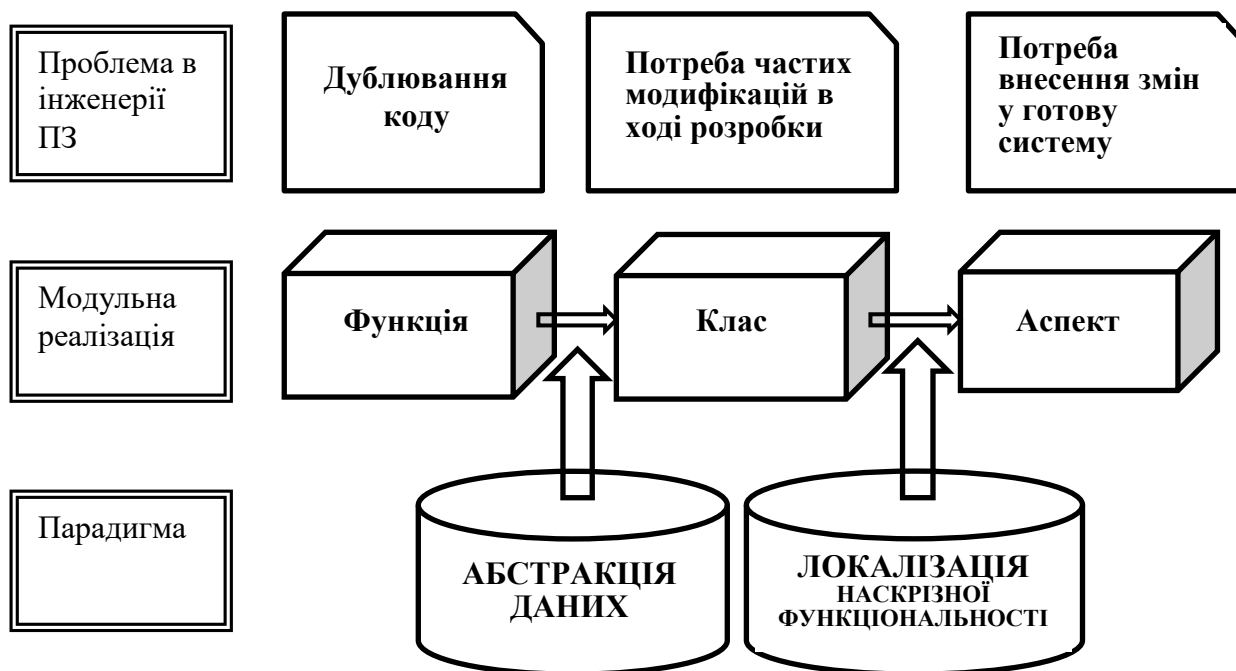 Проблема в
інженерії
ПЗ
Дублювання
коду
Потреба частих
модифікацій в
ході розробки
Потреба
внесення змін
у готову
систему
Модульна
реалізація
Функція
Клас
Аспект
Парадигма
АБСТРАКЦІЯ
ДАНИХ
ЛОКАЛІЗАЦІЯ
НАСКРІЗНОЇ
ФУНКЦІОНАЛЬНОСТІ